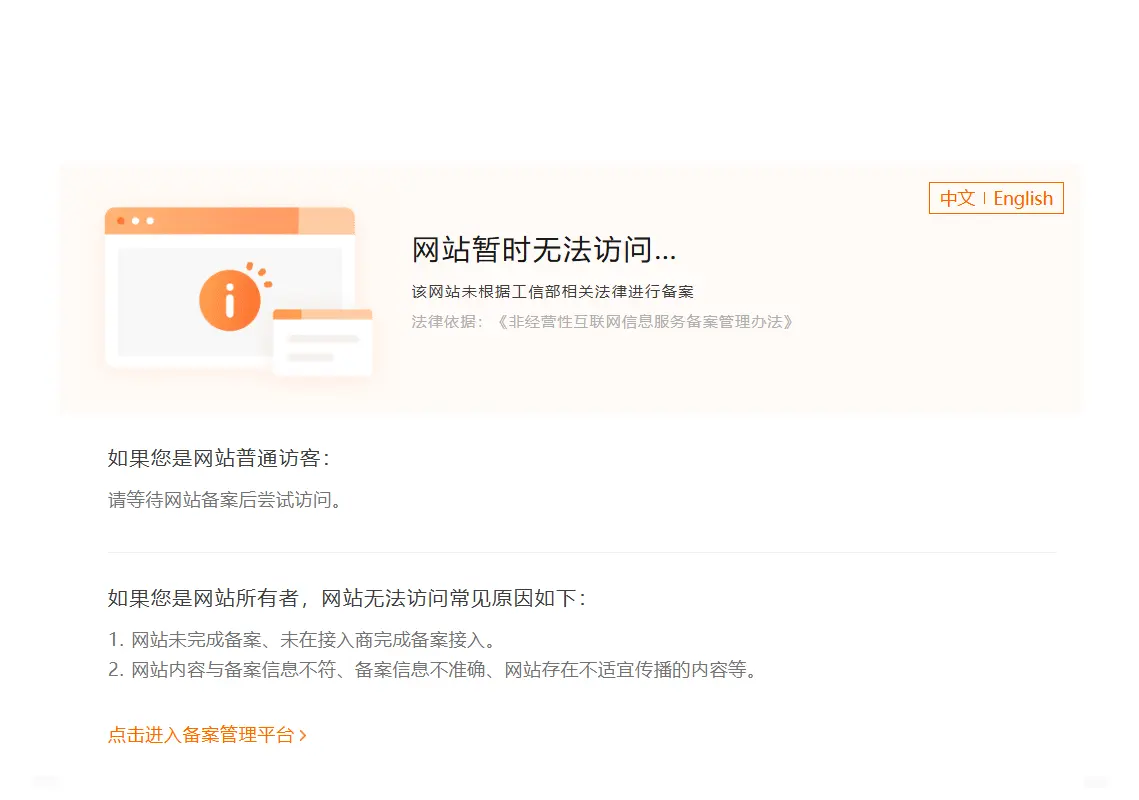 中文 | English
网站暂时无法访问...
该网站未根据工信部相关法律进行备案
法律依据：《非经营性互联网信息服务备案管理办法》
如果您是网站普通访客：
请等待网站备案后尝试访问。
如果您是网站所有者，网站无法访问常见原因如下：
1. 网站未完成备案、未在接入商完成备案接入。
2. 网站内容与备案信息不符、备案信息不准确、网站存在不适宜传播的内容等。
点击进入备案管理平台 >